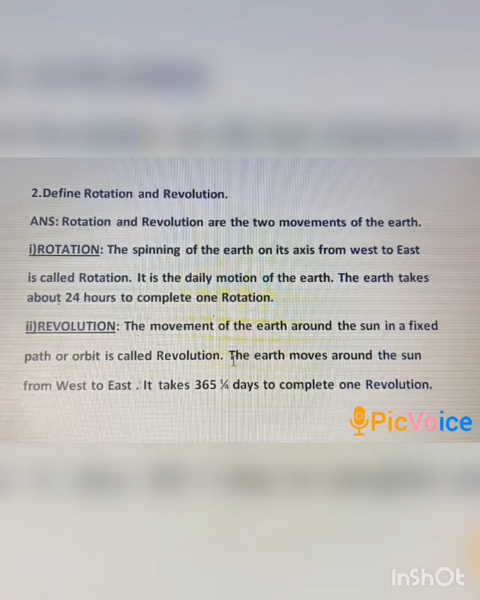 2.Define Rotation and Revolution.
ANS: Rotation and Revolution are the two movements of the earth.
i)ROTATION: The spinning of the earth on its axis from west to East
is called Rotation. It is the daily motion of the earth. The earth takes
about 24 hours to complete one Rotation.
ii)REVOLUTION: The movement of the earth around the sun in a fixed
path or orbit is called Revolution. The earth moves around the sun
from West to East . It takes 365 ¼ days to complete one Revolution.
PicVoice
InShOt